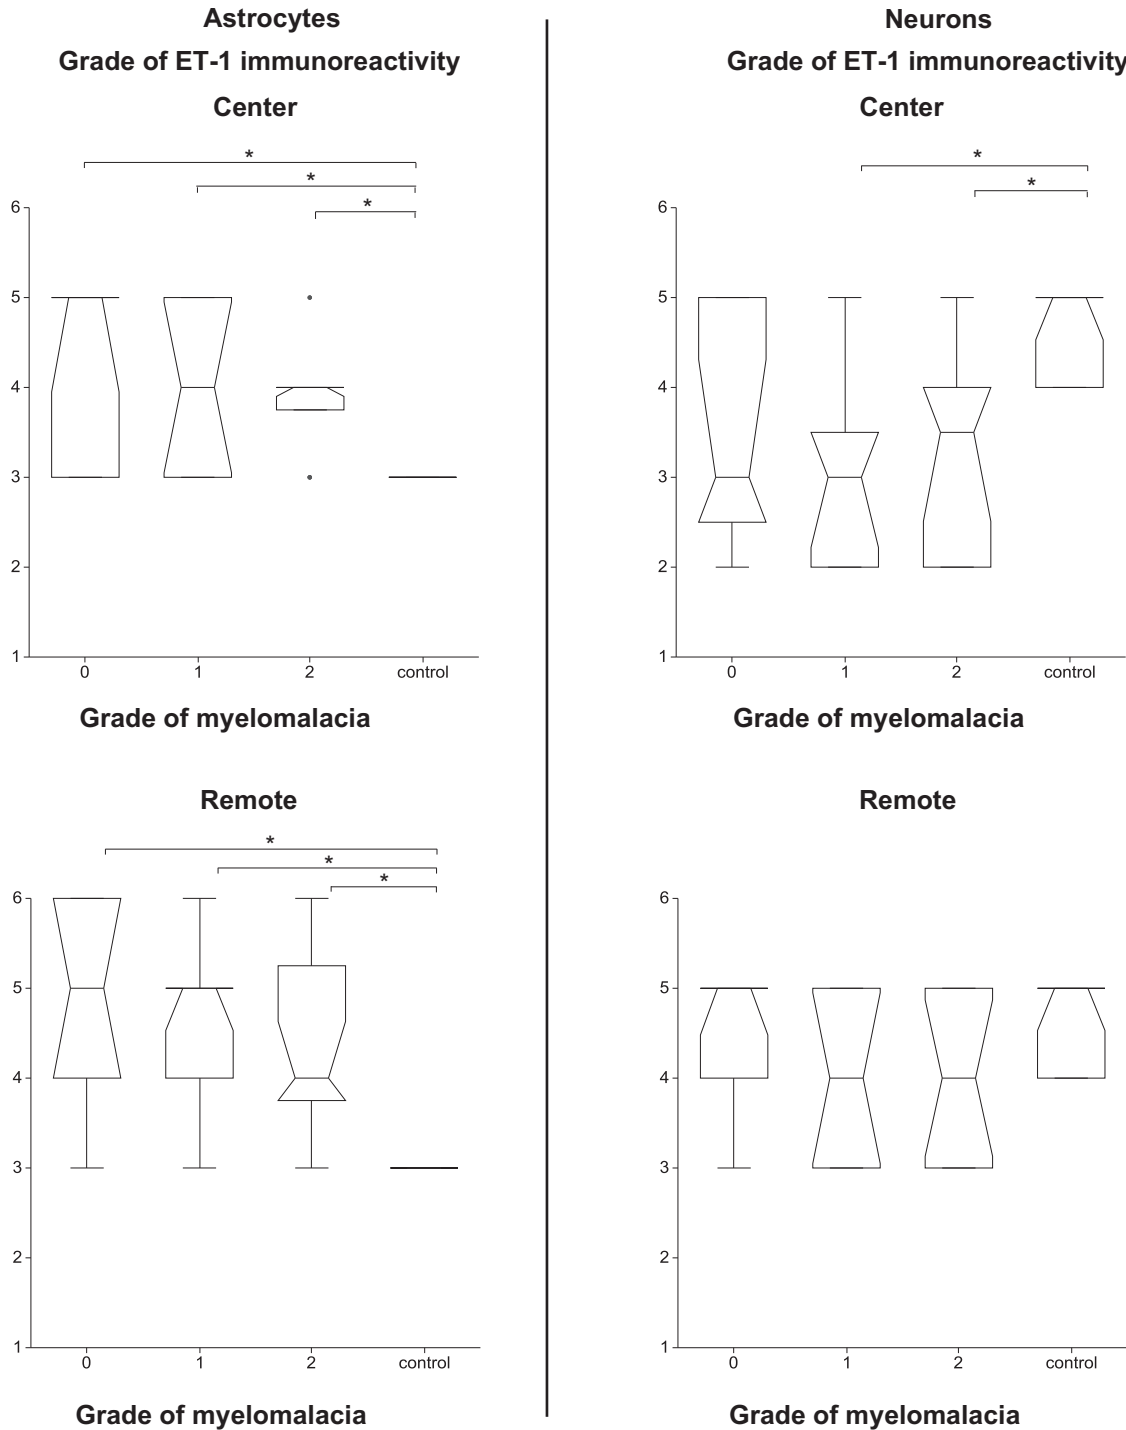 Astrocytes
Grade of ET-1 immunoreactivity
Center
*
*
*
6
5
4
3
2
1
0 1 2 control
Grade of myelomalacia
Remote
*
*
*
6
5
4
3
2
1
0 1 2 control
Grade of myelomalacia
Neurons
Grade of ET-1 immunoreactivity
Center
*
*
6
5
4
3
2
1
0 1 2 control
Grade of myelomalacia
Remote
6
5
4
3
2
1
0 1 2 control
Grade of myelomalacia